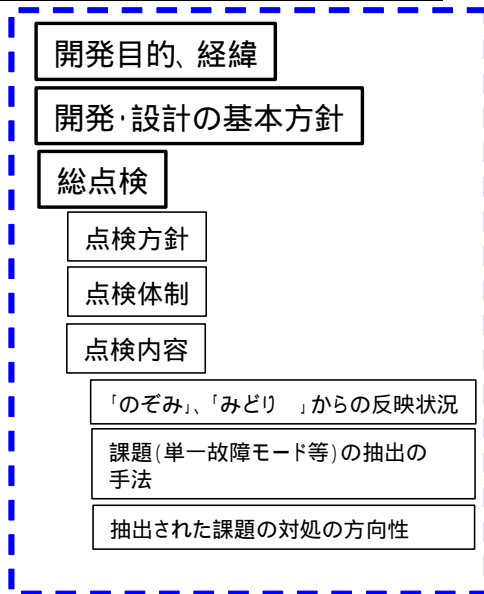 開発目的、経緯
開発・設計の基本方針
総点検
点検方針
点検体制
点検内容
「のぞみ」、「みどり　」からの反映状況
課題(単一故障モード等)の抽出の
手法
抽出された課題の対処の方向性